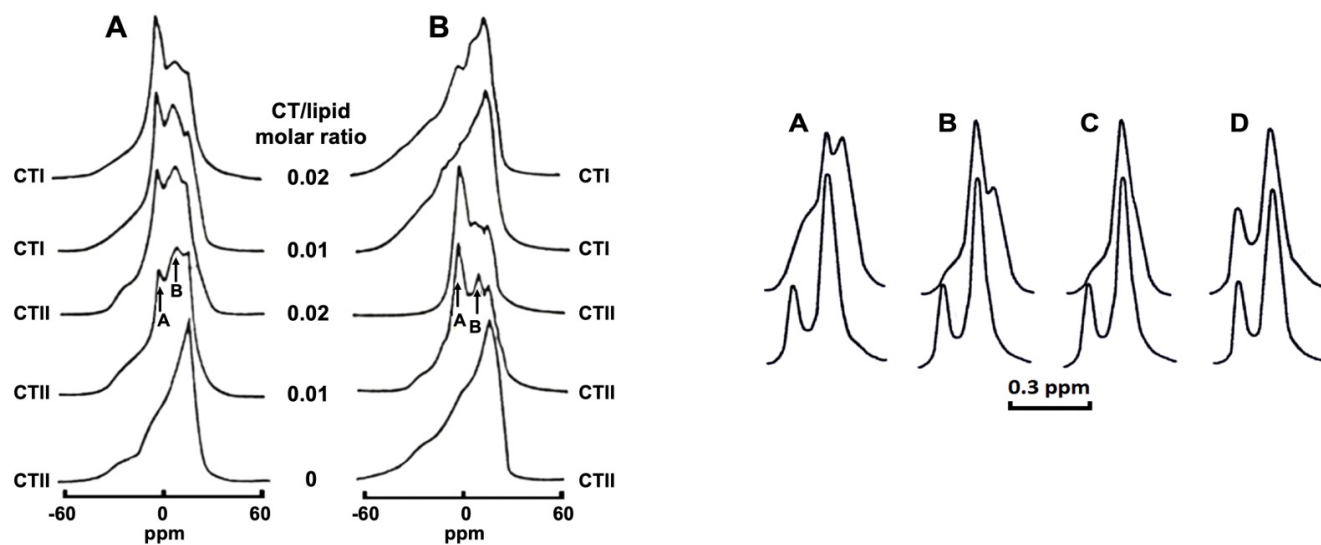 A
B
CT/lipid
molar ratio
CTI 0.02 CTI
CTI 0.01 CTI
CTII 0.02 CTII
A
B
A
B
CTII 0.01 CTII
CTII 0 CTII
-60 0 60
ppm
-60 0 60
ppm
A B C D
0.3 ppm